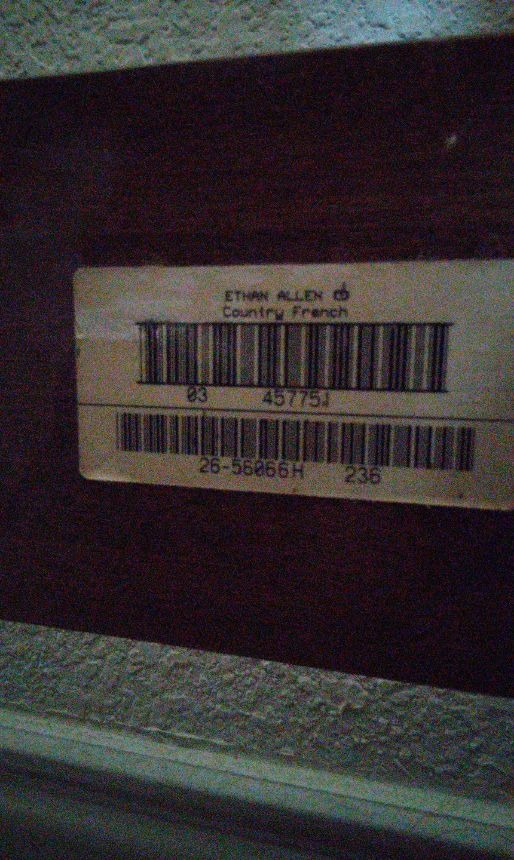 ETHAN ALLEN
Country French
03 45775J
26-56066H 236